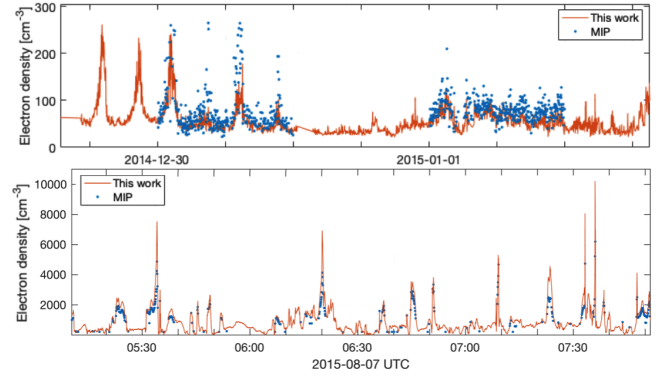 300
200
100
0
Electron density [cm⁻³]
This work
MIP
2014-12-30
2015-01-01
10000
8000
6000
4000
2000
Electron density [cm⁻³]
This work
MIP
05:30
06:00
06:30
07:00
07:30
2015-08-07 UTC